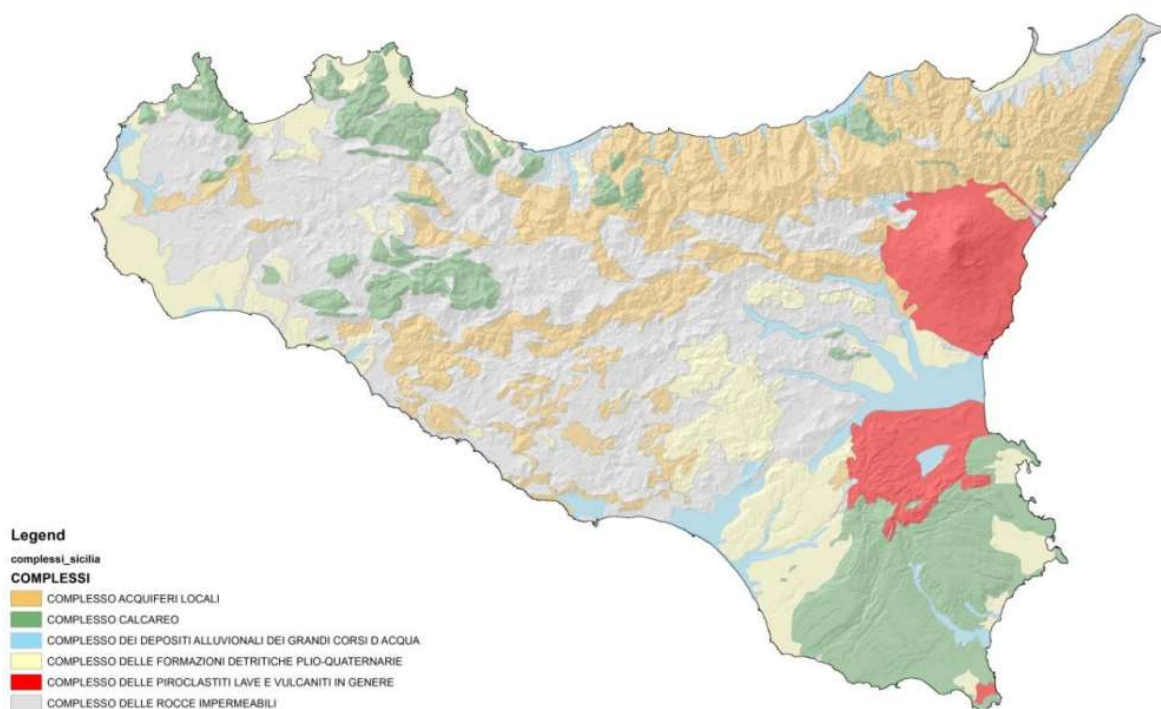 Legend
complessi_sicilia
COMPLESSI
COMPLESSO ACQUIFERI LOCALI
COMPLESSO CALCAREO
COMPLESSO DEI DEPOSITI ALLUVIONALI DEI GRANDI CORSI D ACQUA
COMPLESSO DELLE FORMAZIONI DETRITICHE PLIO-QUATERNARIE
COMPLESSO DELLE PIROCLASTITI LAVE E VULCANITI IN GENERE
COMPLESSO DELLE ROCCE IMPERMEABILI